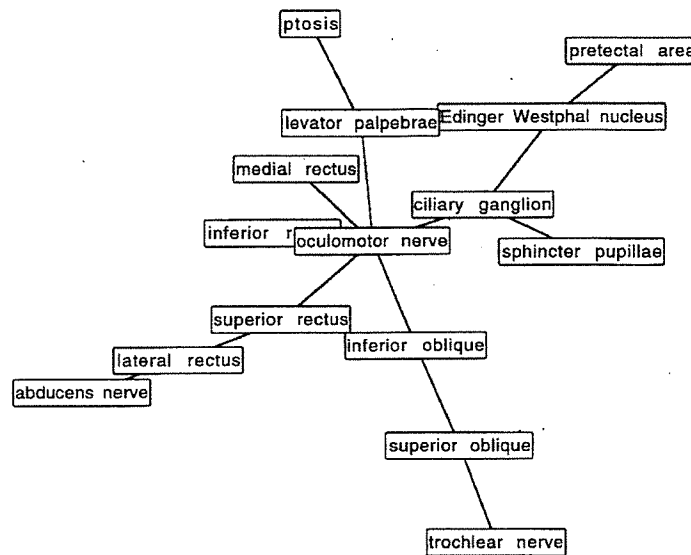 ptosis
pretectal area
levator palpebrae
Edinger Westphal nucleus
medial rectus
ciliary ganglion
inferior
oculomotor nerve
sphincter pupillae
superior rectus
inferior oblique
lateral rectus
abducens nerve
superior oblique
trochlear nerve